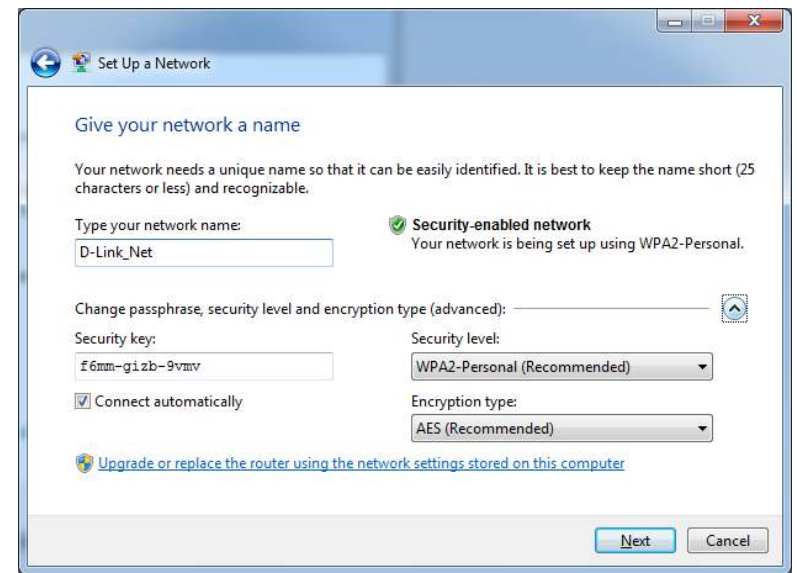 Set Up a Network
Give your network a name
Your network needs a unique name so that it can be easily identified. It is best to keep the name short (25
characters or less) and recognizable.
Type your network name:
D-Link_Net
Security-enabled network
Your network is being set up using WPA2-Personal.
Change passphrase, security level and encryption type (advanced):
Security key:
f6mm-gizb-9vmv
Security level:
WPA2-Personal (Recommended)
Connect automatically
Encryption type:
AES (Recommended)
Upgrade or replace the router using the network settings stored on this computer
Next
Cancel